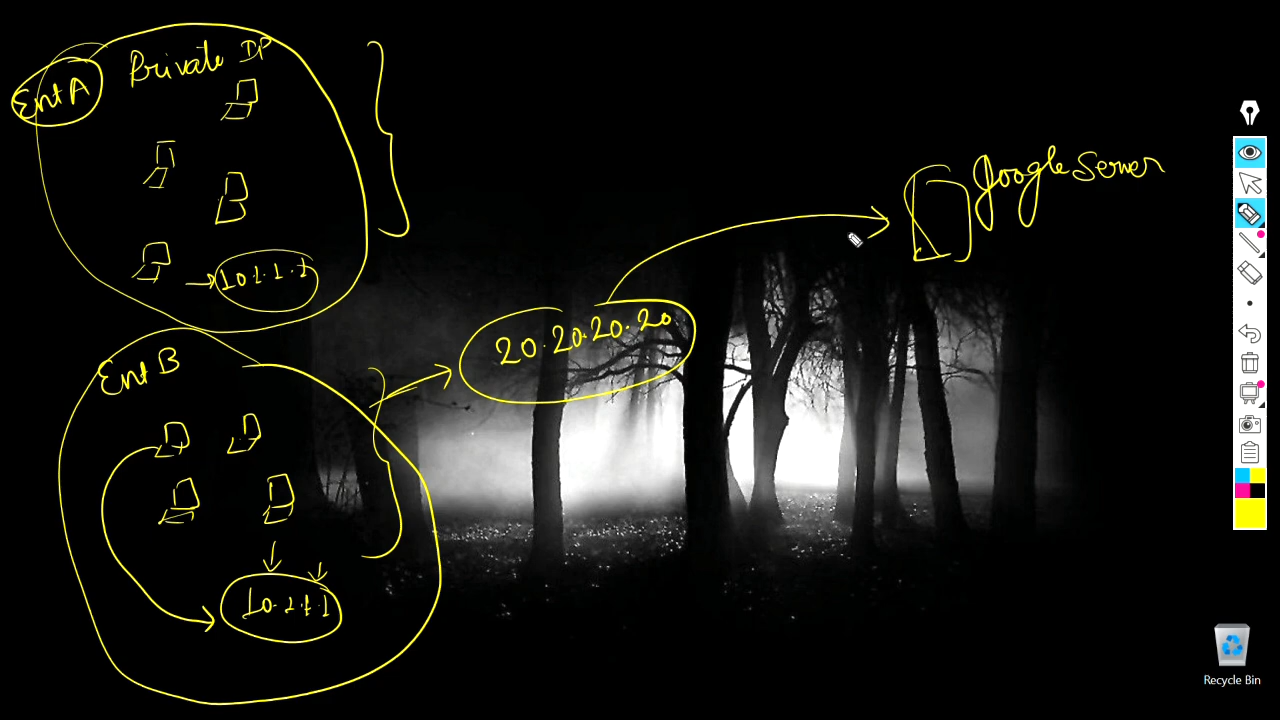 Ent A
Private IP
10.1.1.1
Ent B
10.1.1.1
20.20.20.20
Google Server
Recycle Bin